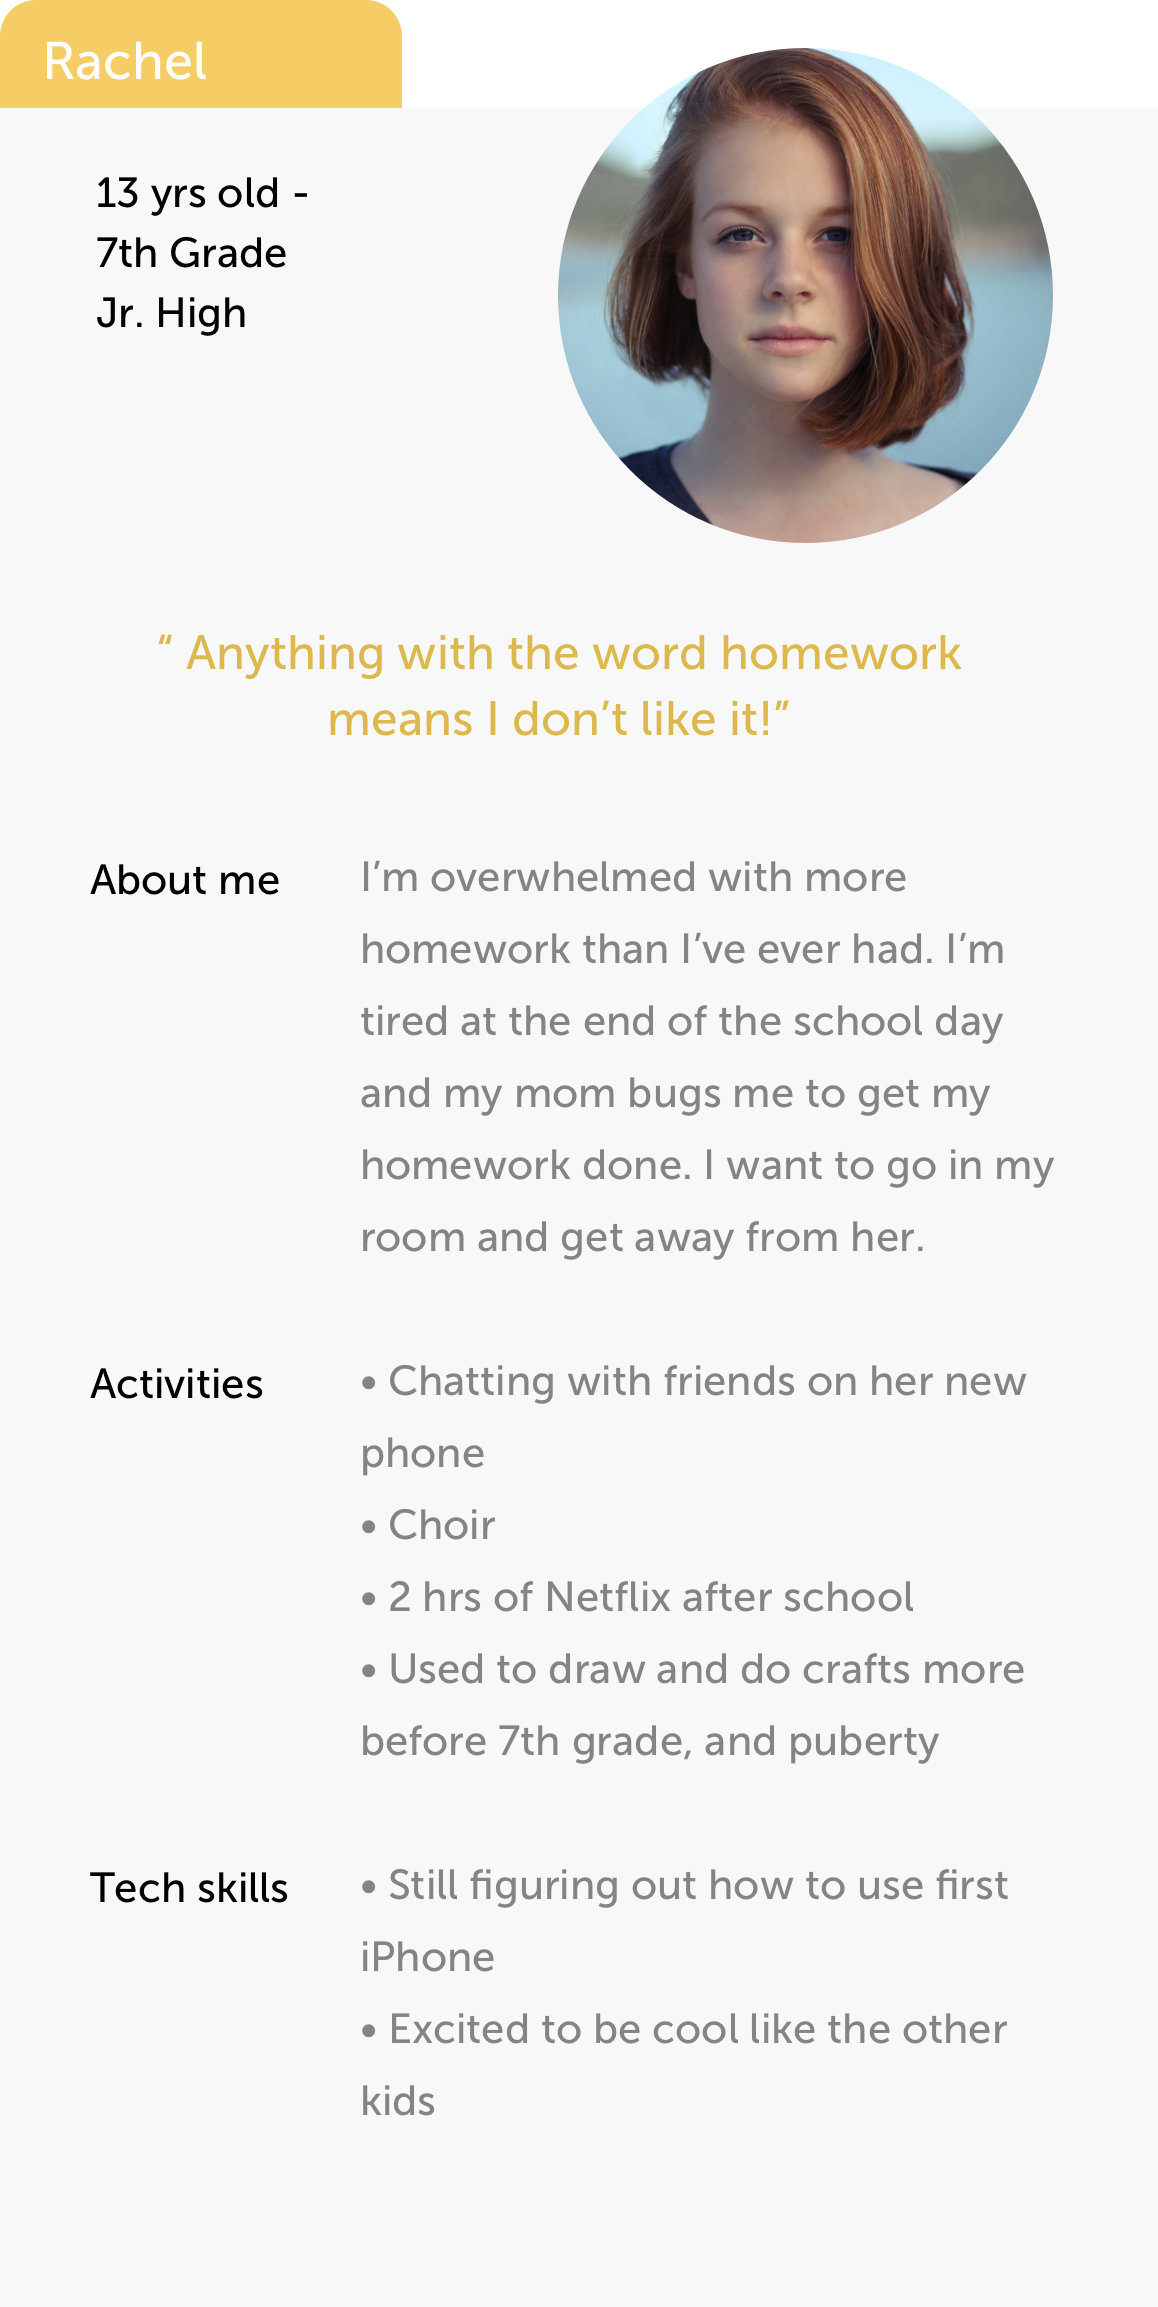 Rachel
13 yrs old -
7th Grade
Jr. High
“ Anything with the word homework
means I don’t like it!”
About me
I’m overwhelmed with more
homework than I’ve ever had. I’m
tired at the end of the school day
and my mom bugs me to get my
homework done. I want to go in my
room and get away from her.
Activities
• Chatting with friends on her new
phone
• Choir
• 2 hrs of Netflix after school
• Used to draw and do crafts more
before 7th grade, and puberty
Tech skills
• Still figuring out how to use first
iPhone
• Excited to be cool like the other
kids